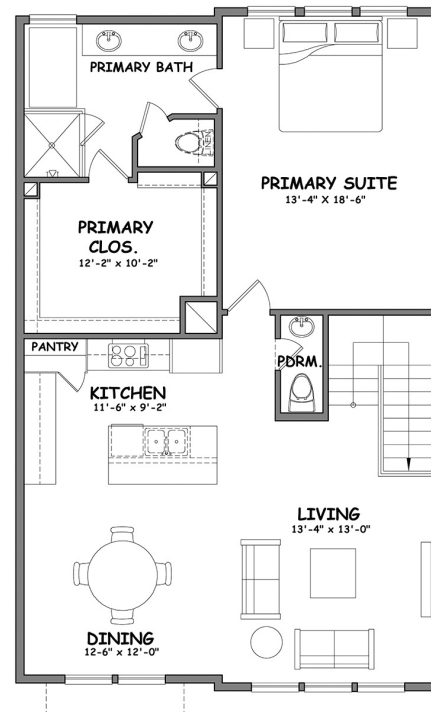 PRIMARY BATH
LINEN
PRIMARY SUITE
13'-4" X 18'-6"
PRIMARY
CLOS.
12'-2" x 10'-2"
PANTRY
PDRM.
KITCHEN
11'-6" x 9'-2"
LIVING
13'-4" x 13'-0"
DINING
12-6" x 12'-0"